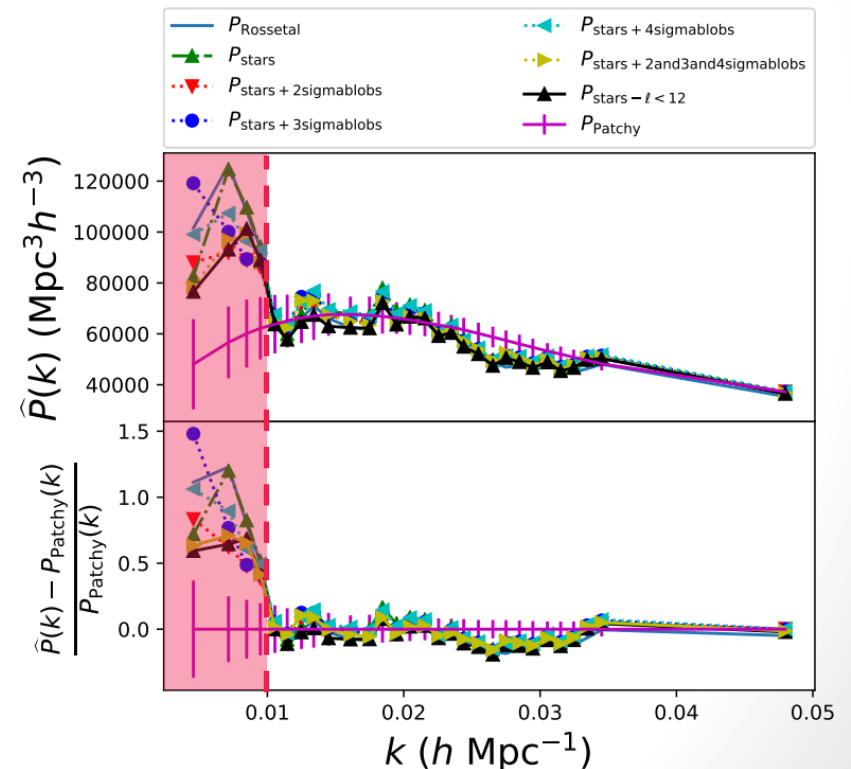 P_Rossetal
P_stars
P_stars + 2sigmablobs
P_stars + 3sigmablobs
P_stars + 4sigmablobs
P_stars + 2and3and4sigmablobs
P_stars − ℓ < 12
P_Patchy
P̂(k) (Mpc³h⁻³)
120000
100000
80000
60000
40000
P̂(k) − P_Patchy(k)
P_Patchy(k)
1.5
1.0
0.5
0.0
0.01 0.02 0.03 0.04 0.05
k (h Mpc⁻¹)